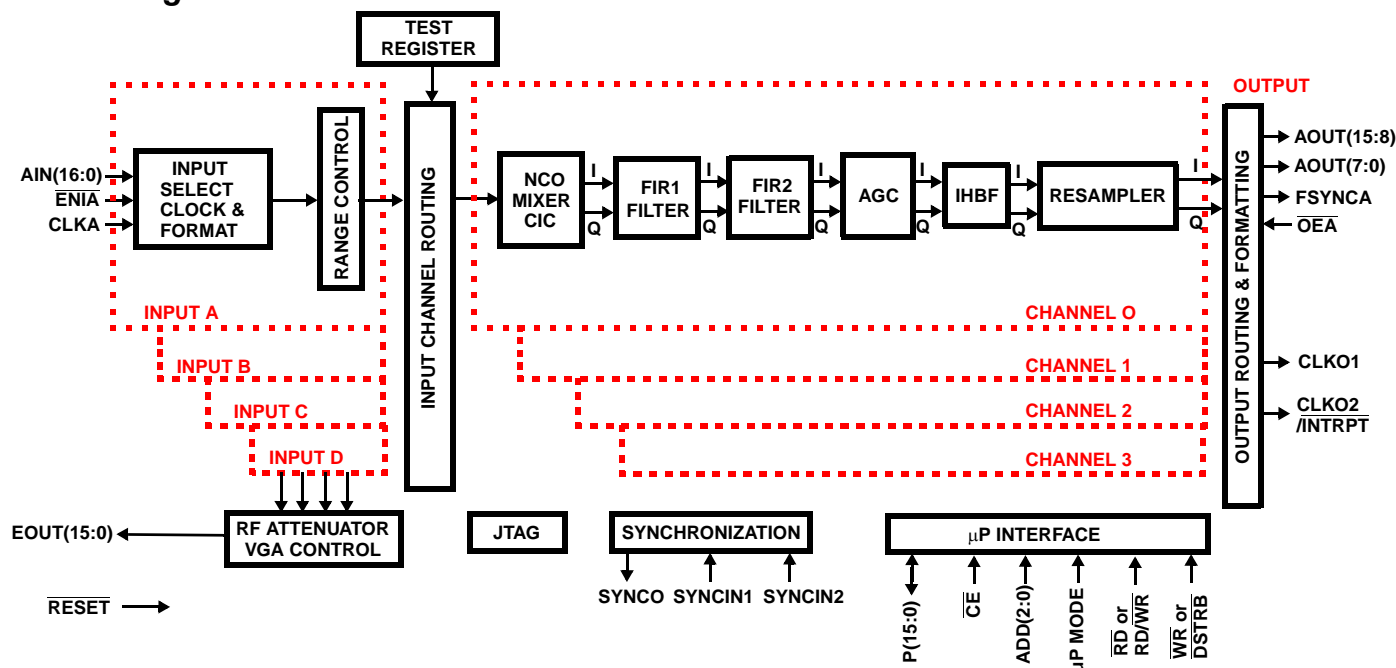 TEST
REGISTER
OUTPUT
AIN(16:0)
ENIA
CLKA
INPUT
SELECT
CLOCK &
FORMAT
RANGE CONTROL
INPUT CHANNEL ROUTING
NCO
MIXER
CIC
I
Q
FIR1
FILTER
I
Q
FIR2
FILTER
I
Q
AGC
I
Q
IHBF
I
Q
RESAMPLER
I
Q
OUTPUT ROUTING & FORMATTING
AOUT(15:8)
AOUT(7:0)
FSYNCA
OEA
CLKO1
CLKO2
/INTRPT
INPUT A
INPUT B
INPUT C
INPUT D
CHANNEL O
CHANNEL 1
CHANNEL 2
CHANNEL 3
EOUT(15:0)
RF ATTENUATOR
VGA CONTROL
JTAG
SYNCHRONIZATION
μP INTERFACE
RESET
SYNCO
SYNCIN1
SYNCIN2
P(15:0)
CE
ADD(2:0)
μP MODE
RD or
RD/WR
WR or
DSTRB